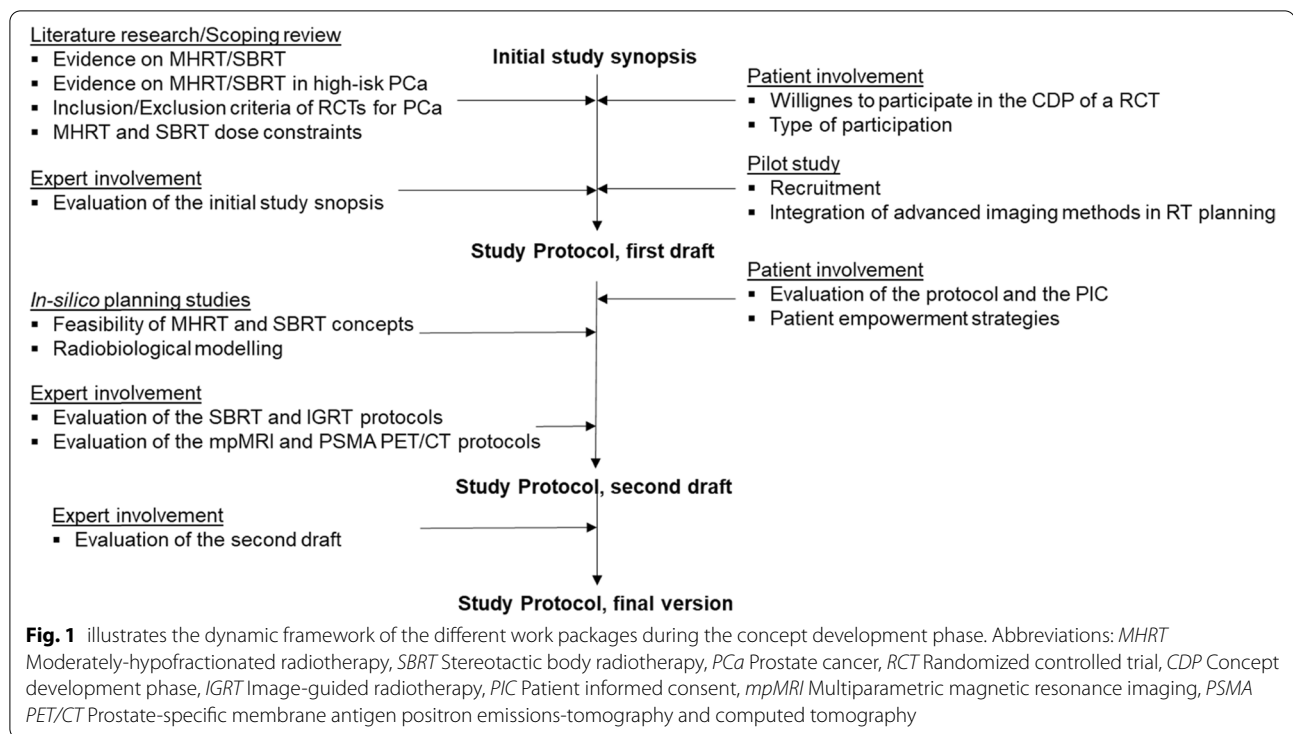 Literature research/Scoping review
▪ Evidence on MHRT/SBRT
▪ Evidence on MHRT/SBRT in high-isk PCa
▪ Inclusion/Exclusion criteria of RCTs for PCa
▪ MHRT and SBRT dose constraints
Initial study synopsis
Patient involvement
▪ Willignes to participate in the CDP of a RCT
▪ Type of participation
Expert involvement
▪ Evaluation of the initial study snopsis
Pilot study
▪ Recruitment
▪ Integration of advanced imaging methods in RT planning
Study Protocol, first draft
Patient involvement
▪ Evaluation of the protocol and the PIC
▪ Patient empowerment strategies
In-silico planning studies
▪ Feasibility of MHRT and SBRT concepts
▪ Radiobiological modelling
Expert involvement
▪ Evaluation of the SBRT and IGRT protocols
▪ Evaluation of the mpMRI and PSMA PET/CT protocols
Study Protocol, second draft
Expert involvement
▪ Evaluation of the second draft
Study Protocol, final version
Fig. 1 illustrates the dynamic framework of the different work packages during the concept development phase. Abbreviations: MHRT
Moderately-hypofractionated radiotherapy, SBRT Stereotactic body radiotherapy, PCa Prostate cancer, RCT Randomized controlled trial, CDP Concept
development phase, IGRT Image-guided radiotherapy, PIC Patient informed consent, mpMRI Multiparametric magnetic resonance imaging, PSMA
PET/CT Prostate-specific membrane antigen positron emissions-tomography and computed tomography